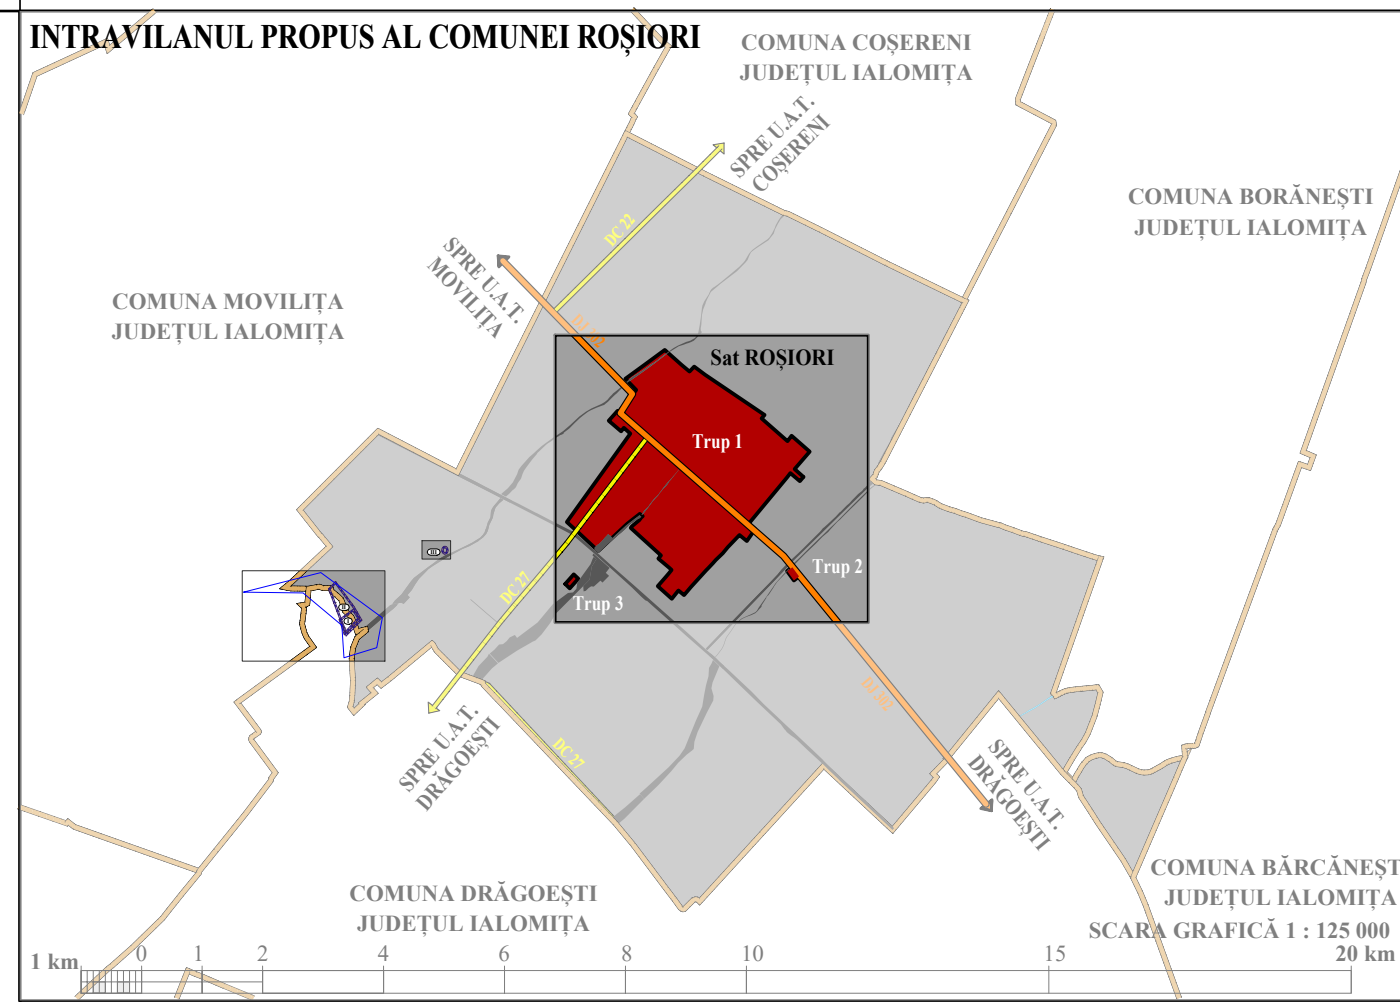 INTRAVILANUL PROPUS AL COMUNEI ROȘIORI
COMUNA COȘERENI
JUDEȚUL IALOMIȚA
SPRE U.A.T.
COȘERENI
COMUNA BORĂNEȘTI
JUDEȚUL IALOMIȚA
DC 22
SPRE U.A.T.
MOVILIȚA
COMUNA MOVILIȚA
JUDEȚUL IALOMIȚA
Sat ROȘIORI
Trup 1
Trup 2
Trup 3
DC 27
SPRE U.A.T.
DRĂGOEȘTI
DC 27
SPRE U.A.T.
DRĂGOEȘTI
COMUNA DRĂGOEȘTI
JUDEȚUL IALOMIȚA
COMUNA BĂRCĂNEȘT
JUDEȚUL IALOMIȚA
SCARA GRAFICĂ 1 : 125 000
1 km 0 1 2 4 6 8 10 15 20 km